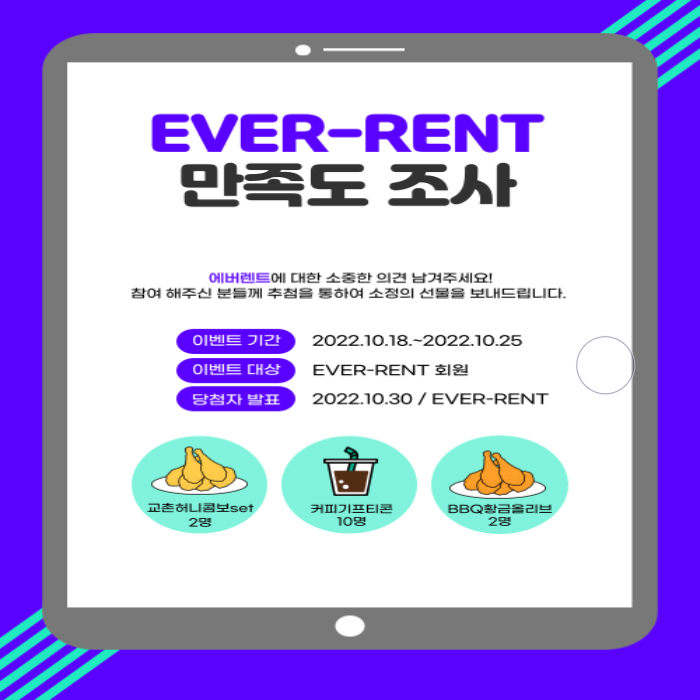 EVER-RENT
만족도 조사
에버렌트에 대한 소중한 의견 남겨주세요!
참여 해주신 분들께 추첨을 통하여 소정의 선물을 보내드립니다.
이벤트 기간 2022.10.18.~2022.10.25
이벤트 대상 EVER-RENT 회원
당첨자 발표 2022.10.30 / EVER-RENT
교촌허니콤보set
2명
커피기프티콘
10명
BBQ황금올리브
2명